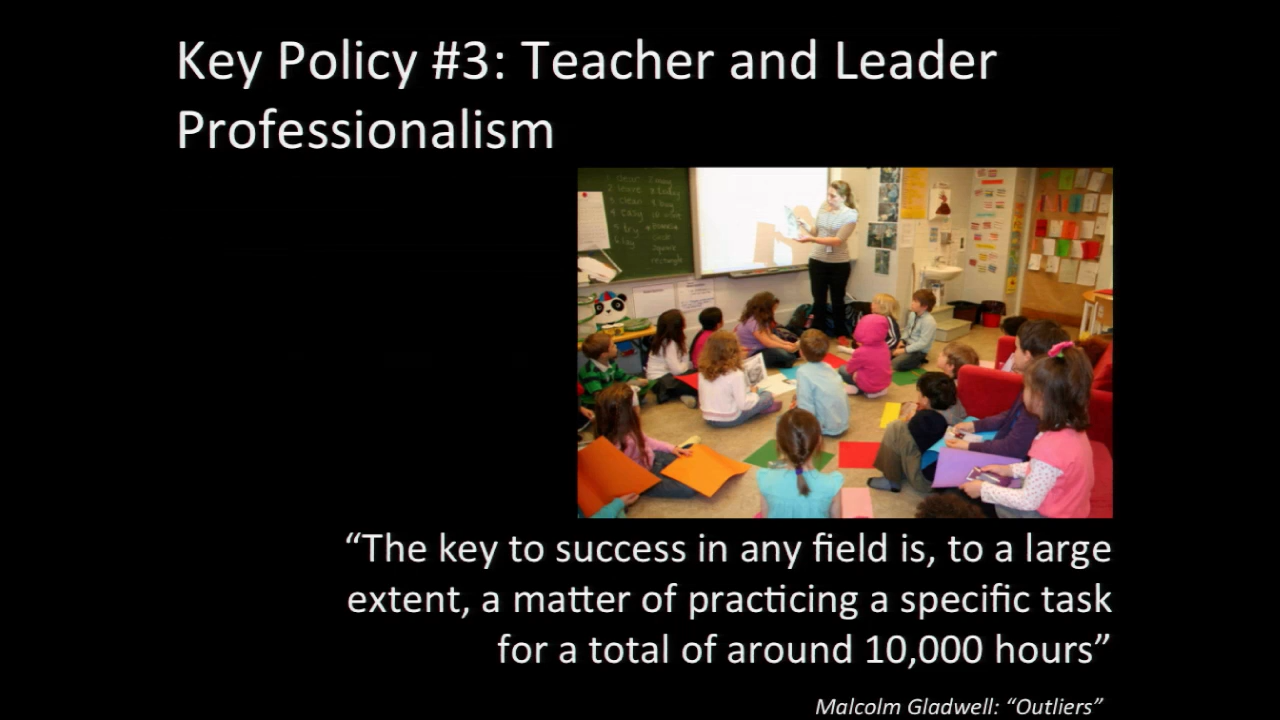 Key Policy #3: Teacher and Leader
Professionalism
“The key to success in any field is, to a large
extent, a matter of practicing a specific task
for a total of around 10,000 hours”
Malcolm Gladwell: “Outliers”